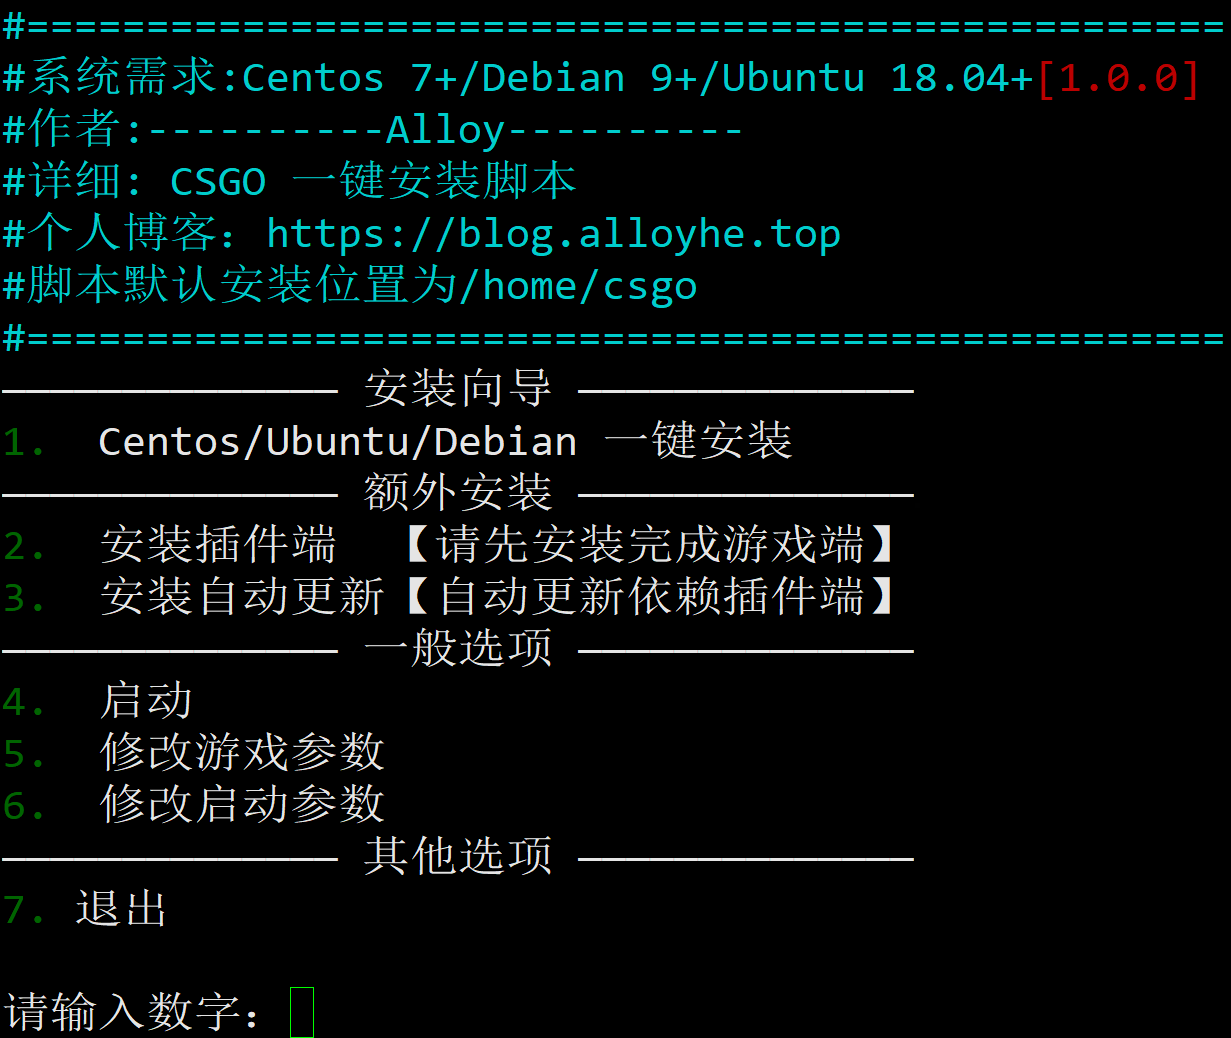 #==================================================
#系统需求:Centos 7+/Debian 9+/Ubuntu 18.04+[1.0.0]
#作者:----------Alloy----------
#详细: CSGO 一键安装脚本
#个人博客：https://blog.alloyhe.top
#脚本默认安装位置为/home/csgo
#==================================================
—————————————— 安装向导 ——————————————
1.  Centos/Ubuntu/Debian 一键安装
—————————————— 额外安装 ——————————————
2.  安装插件端  【请先安装完成游戏端】
3.  安装自动更新【自动更新依赖插件端】
—————————————— 一般选项 ——————————————
4.  启动
5.  修改游戏参数
6.  修改启动参数
—————————————— 其他选项 ——————————————
7. 退出
请输入数字：